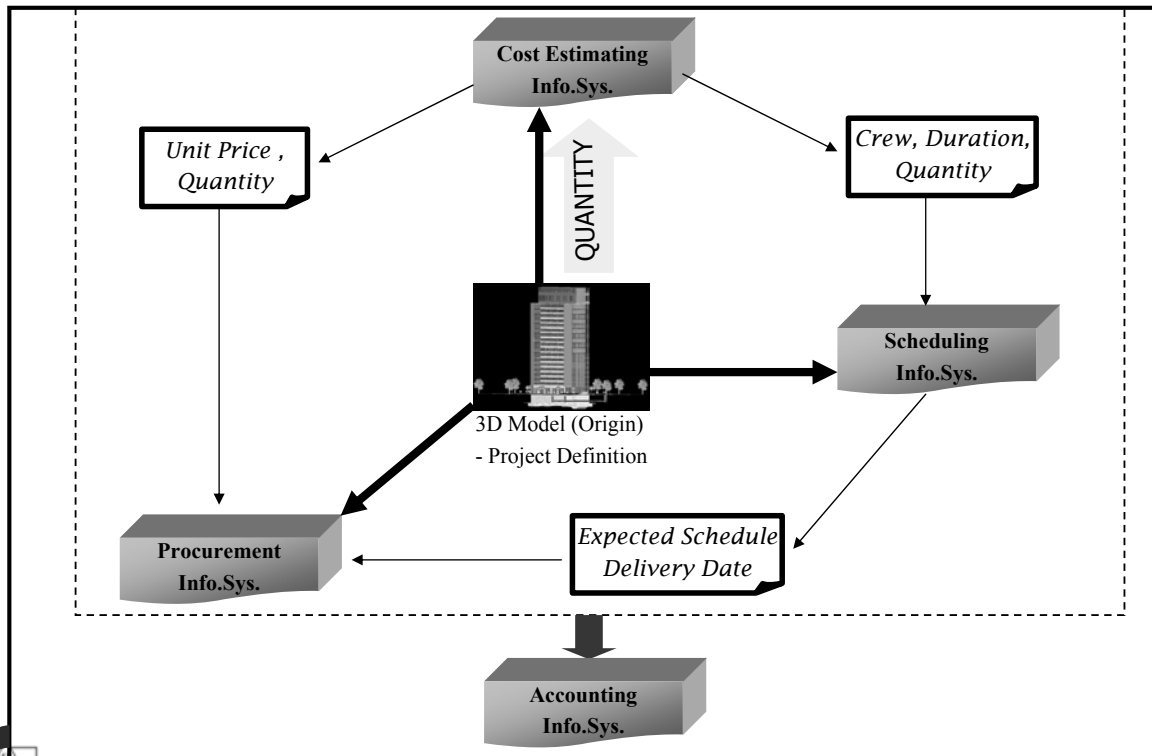 Cost Estimating
Info.Sys.
Unit Price ,
Quantity
QUANTITY
Crew, Duration,
Quantity
Scheduling
Info.Sys.
3D Model (Origin)
- Project Definition
Procurement
Info.Sys.
Expected Schedule
Delivery Date
Accounting
Info.Sys.